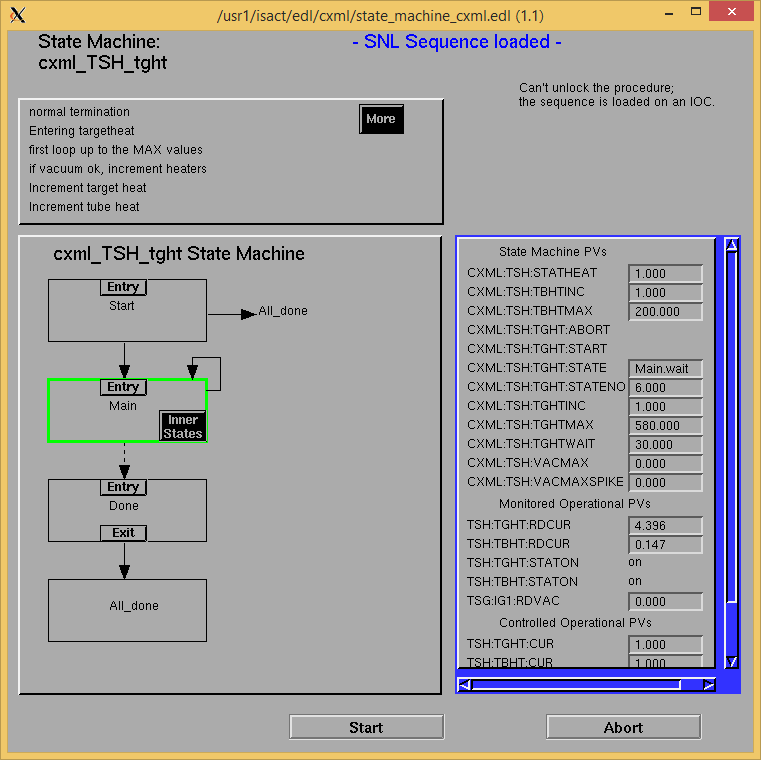 /usr1/isact/edl/cxml/state_machine_cxml.edl (1.1)
State Machine:
- SNL Sequence loaded -
cxml_TSH_tght
Can't unlock the procedure;
the sequence is loaded on an IOC.
normal termination
More
Entering targetheat
first loop up to the MAX values
if vacuum ok, increment heaters
Increment target heat
Increment tube heat
cxml_TSH_tght State Machine
Entry
Start
All_done
Entry
Main
Inner
States
Entry
Done
Exit
All_done
State Machine PVs
CXML:TSH:STATHEAT 1.000
CXML:TSH:TBHTINC 1.000
CXML:TSH:TBHTMAX 200.000
CXML:TSH:TGHT:ABORT
CXML:TSH:TGHT:START
CXML:TSH:TGHT:STATE Main.wait
CXML:TSH:TGHT:STATENO 6.000
CXML:TSH:TGHTINC 1.000
CXML:TSH:TGHTMAX 580.000
CXML:TSH:TGHTWAIT 30.000
CXML:TSH:VACMAX 0.000
CXML:TSH:VACMAXSPIKE 0.000
Monitored Operational PVs
TSH:TGHT:RDCUR 4.396
TSH:TBHT:RDCUR 0.147
TSH:TGHT:STATON on
TSH:TBHT:STATON on
TSG:IG1:RDVAC 0.000
Controlled Operational PVs
TSH:TGHT:CUR 1.000
TSH:TBHT:CUR 1.000
Start
Abort